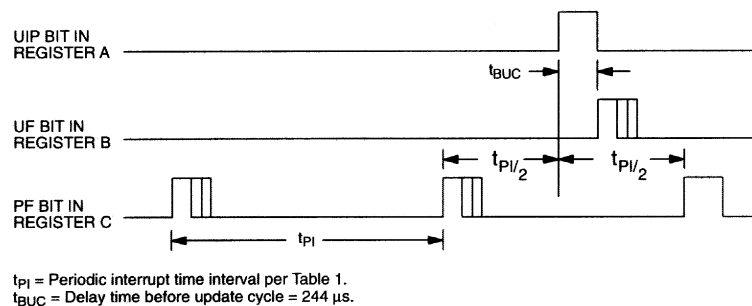 UIP BIT IN
REGISTER A
tBUC
UF BIT IN
REGISTER B
tPI/2 tPI/2
PF BIT IN
REGISTER C
tPI
tPI = Periodic interrupt time interval per Table 1.
tBUC = Delay time before update cycle = 244 µs.